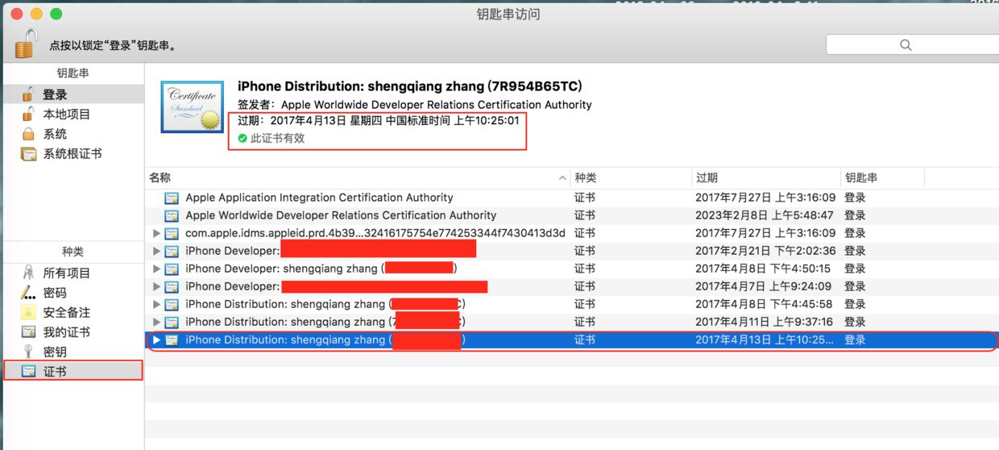 钥匙串访问
点按以锁定“登录”钥匙串。
钥匙串
登录
本地项目
系统
系统根证书
种类
所有项目
密码
安全备注
我的证书
密钥
证书
Certificate
Standard
iPhone Distribution: shengqiang zhang (7R954B65TC)
签发者：Apple Worldwide Developer Relations Certification Authority
过期：2017年4月13日 星期四 中国标准时间 上午10:25:01
此证书有效
名称 种类 过期 钥匙串
Apple Application Integration Certification Authority 证书 2017年7月27日 上午3:16:09 登录
Apple Worldwide Developer Relations Certification Authority 证书 2023年2月8日 上午5:48:47 登录
com.apple.idms.appleid.prd.4b39...32416175754e774253344f7430413d3d 证书 2017年7月27日 上午3:16:09 登录
iPhone Developer: 证书 2017年2月21日 下午2:02:36 登录
iPhone Developer: shengqiang zhang ( ) 证书 2017年4月8日 下午4:50:15 登录
iPhone Developer: 证书 2017年4月7日 上午9:24:09 登录
iPhone Distribution: shengqiang zhang ( C) 证书 2017年4月8日 下午4:45:58 登录
iPhone Distribution: shengqiang zhang (7 C) 证书 2017年4月11日 上午9:37:16 登录
iPhone Distribution: shengqiang zhang ( ) 证书 2017年4月13日 上午10:25... 登录